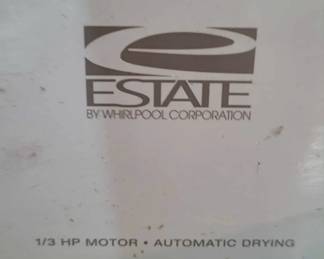 ESTATE
BY WHIRLPOOL CORPORATION
1/3 HP MOTOR • AUTOMATIC DRYING